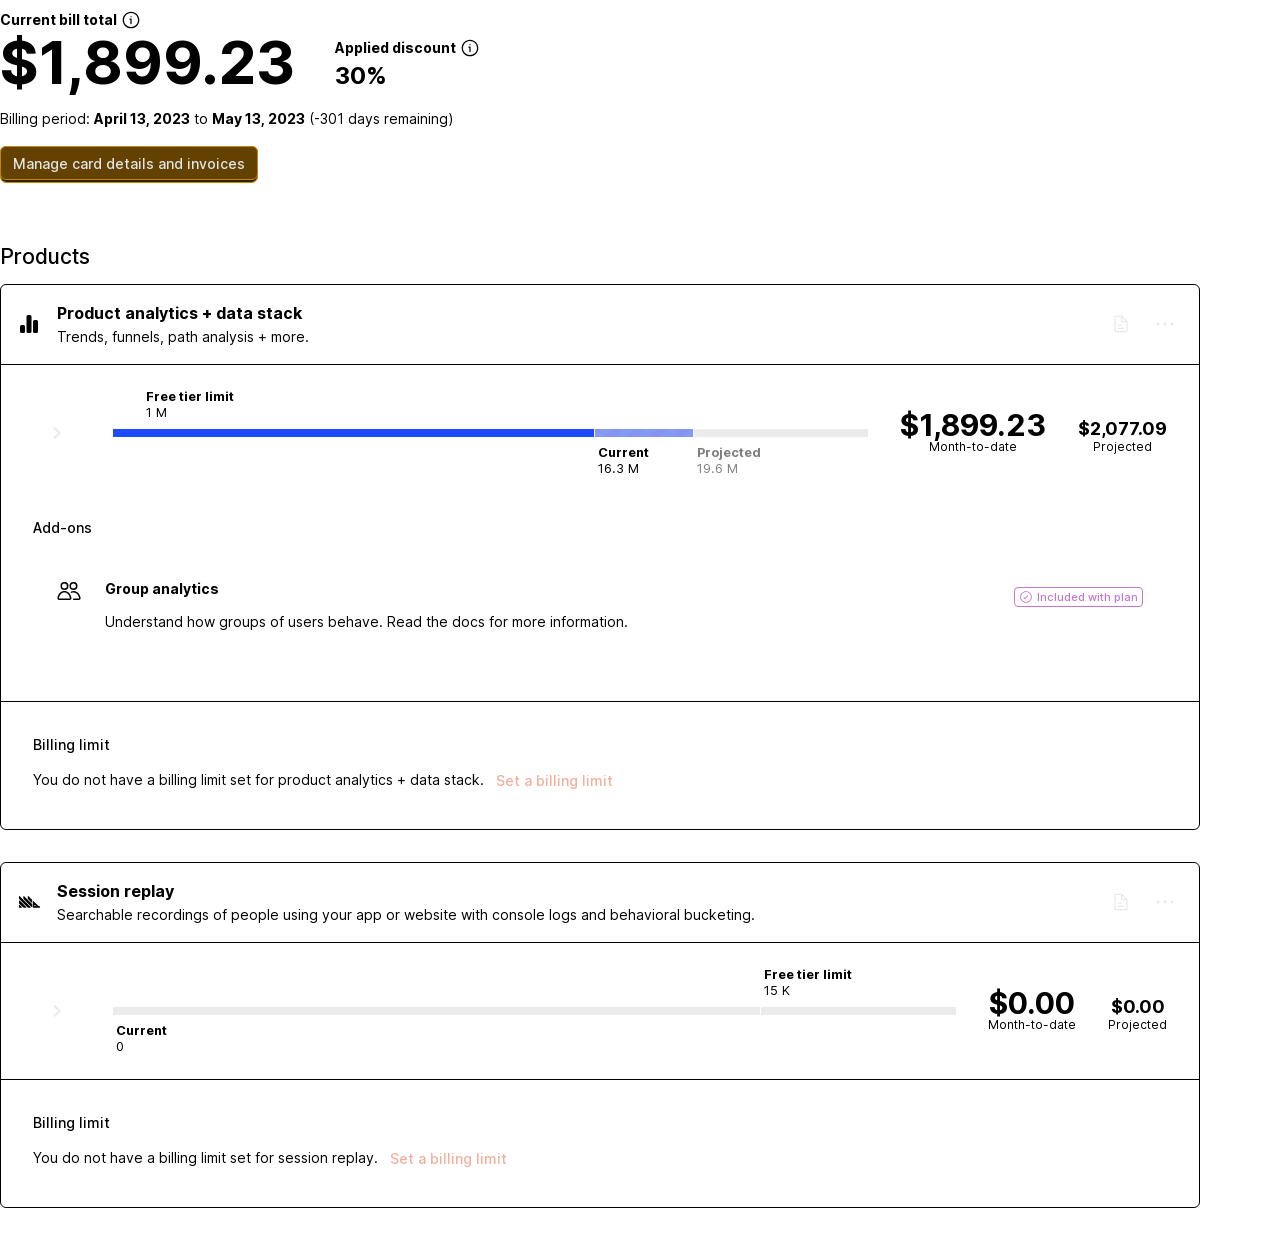 Current bill total
$1,899.23
Applied discount
30%
Billing period: April 13, 2023 to May 13, 2023 (-301 days remaining)
Manage card details and invoices
Products
Product analytics + data stack
Trends, funnels, path analysis + more.
Free tier limit
1 M
Current
16.3 M
Projected
19.6 M
$1,899.23
Month-to-date
$2,077.09
Projected
Add-ons
Group analytics
Included with plan
Understand how groups of users behave. Read the docs for more information.
Billing limit
You do not have a billing limit set for product analytics + data stack. Set a billing limit
Session replay
Searchable recordings of people using your app or website with console logs and behavioral bucketing.
Free tier limit
15 K
Current
0
$0.00
Month-to-date
$0.00
Projected
Billing limit
You do not have a billing limit set for session replay. Set a billing limit